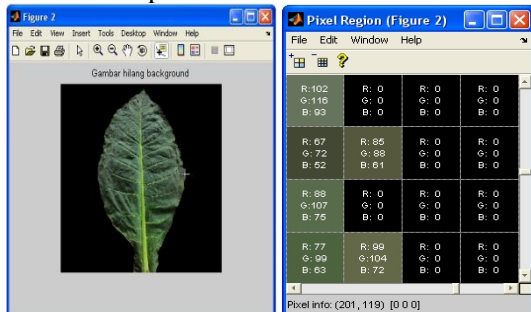 Figure 2
File Edit View Insert Tools Desktop Window Help
Gambar hilang background
Pixel Region (Figure 2)
File Edit Window Help
R:102 R: 0 R: 0 R: 0
G:116 G: 0 G: 0 G: 0
B: 93 B: 0 B: 0 B: 0
R: 67 R: 85 R: 0 R: 0
G: 72 G: 88 G: 0 G: 0
B: 52 B: 61 B: 0 B: 0
R: 88 R: 0 R: 0 R: 0
G:107 G: 0 G: 0 G: 0
B: 75 B: 0 B: 0 B: 0
R: 77 R: 99 R: 0 R: 0
G: 99 G:104 G: 0 G: 0
B: 63 B: 72 B: 0 B: 0
Pixel info: (201, 119) [0 0 0]